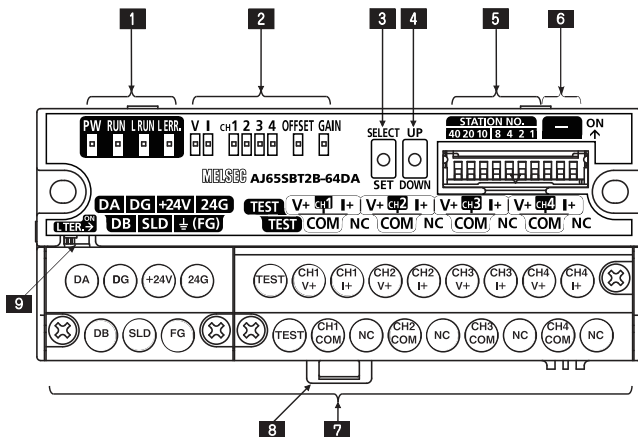 1 2 3 4 5 6
STATION NO. ON
PW RUN L RUN L ERR. V I CH1 2 3 4 OFFSET GAIN SELECT UP 40 20 10 8 4 2 1 — ↑
MELSEC AJ65SBT2B-64DA SET DOWN
DA DG +24V 24G TEST V+ CH1 I+ V+ CH2 I+ V+ CH3 I+ V+ CH4 I+
L TER.→ ON DB SLD ⏚ (FG) TEST COM NC COM NC COM NC COM NC
9
DA DG +24V 24G TEST CH1 V+ CH1 I+ CH2 V+ CH2 I+ CH3 V+ CH3 I+ CH4 V+ CH4 I+
DB SLD FG TEST CH1 COM NC CH2 COM NC CH3 COM NC CH4 COM NC
8 7